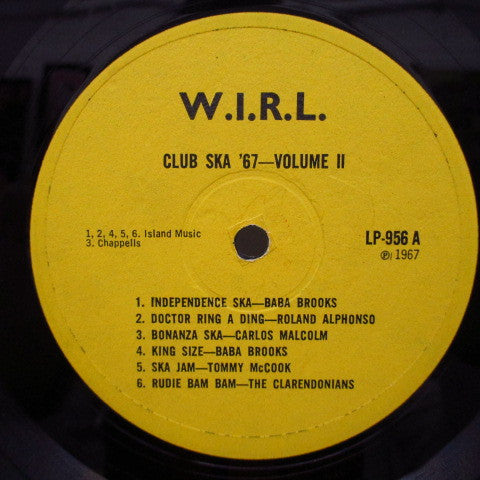 W.I.R.L.
CLUB SKA '67—VOLUME II
1, 2, 4, 5, 6. Island Music
3. Chappells
LP-956 A
Ⓟ 1967
1. INDEPENDENCE SKA—BABA BROOKS
2. DOCTOR RING A DING—ROLAND ALPHONSO
3. BONANZA SKA—CARLOS MALCOLM
4. KING SIZE—BABA BROOKS
5. SKA JAM—TOMMY McCOOK
6. RUDIE BAM BAM—THE CLARENDONIANS